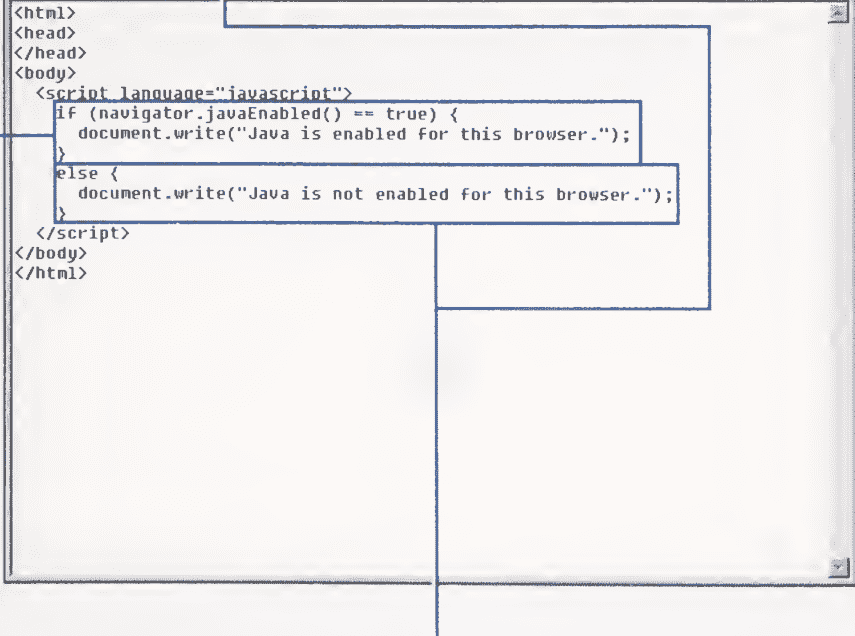 <html>
<head>
</head>
<body>
<script language="javascript">
if (navigator.javaEnabled() == true) {
document.write("Java is enabled for this browser.");
}
else {
document.write("Java is not enabled for this browser.");
}
</script>
</body>
</html>